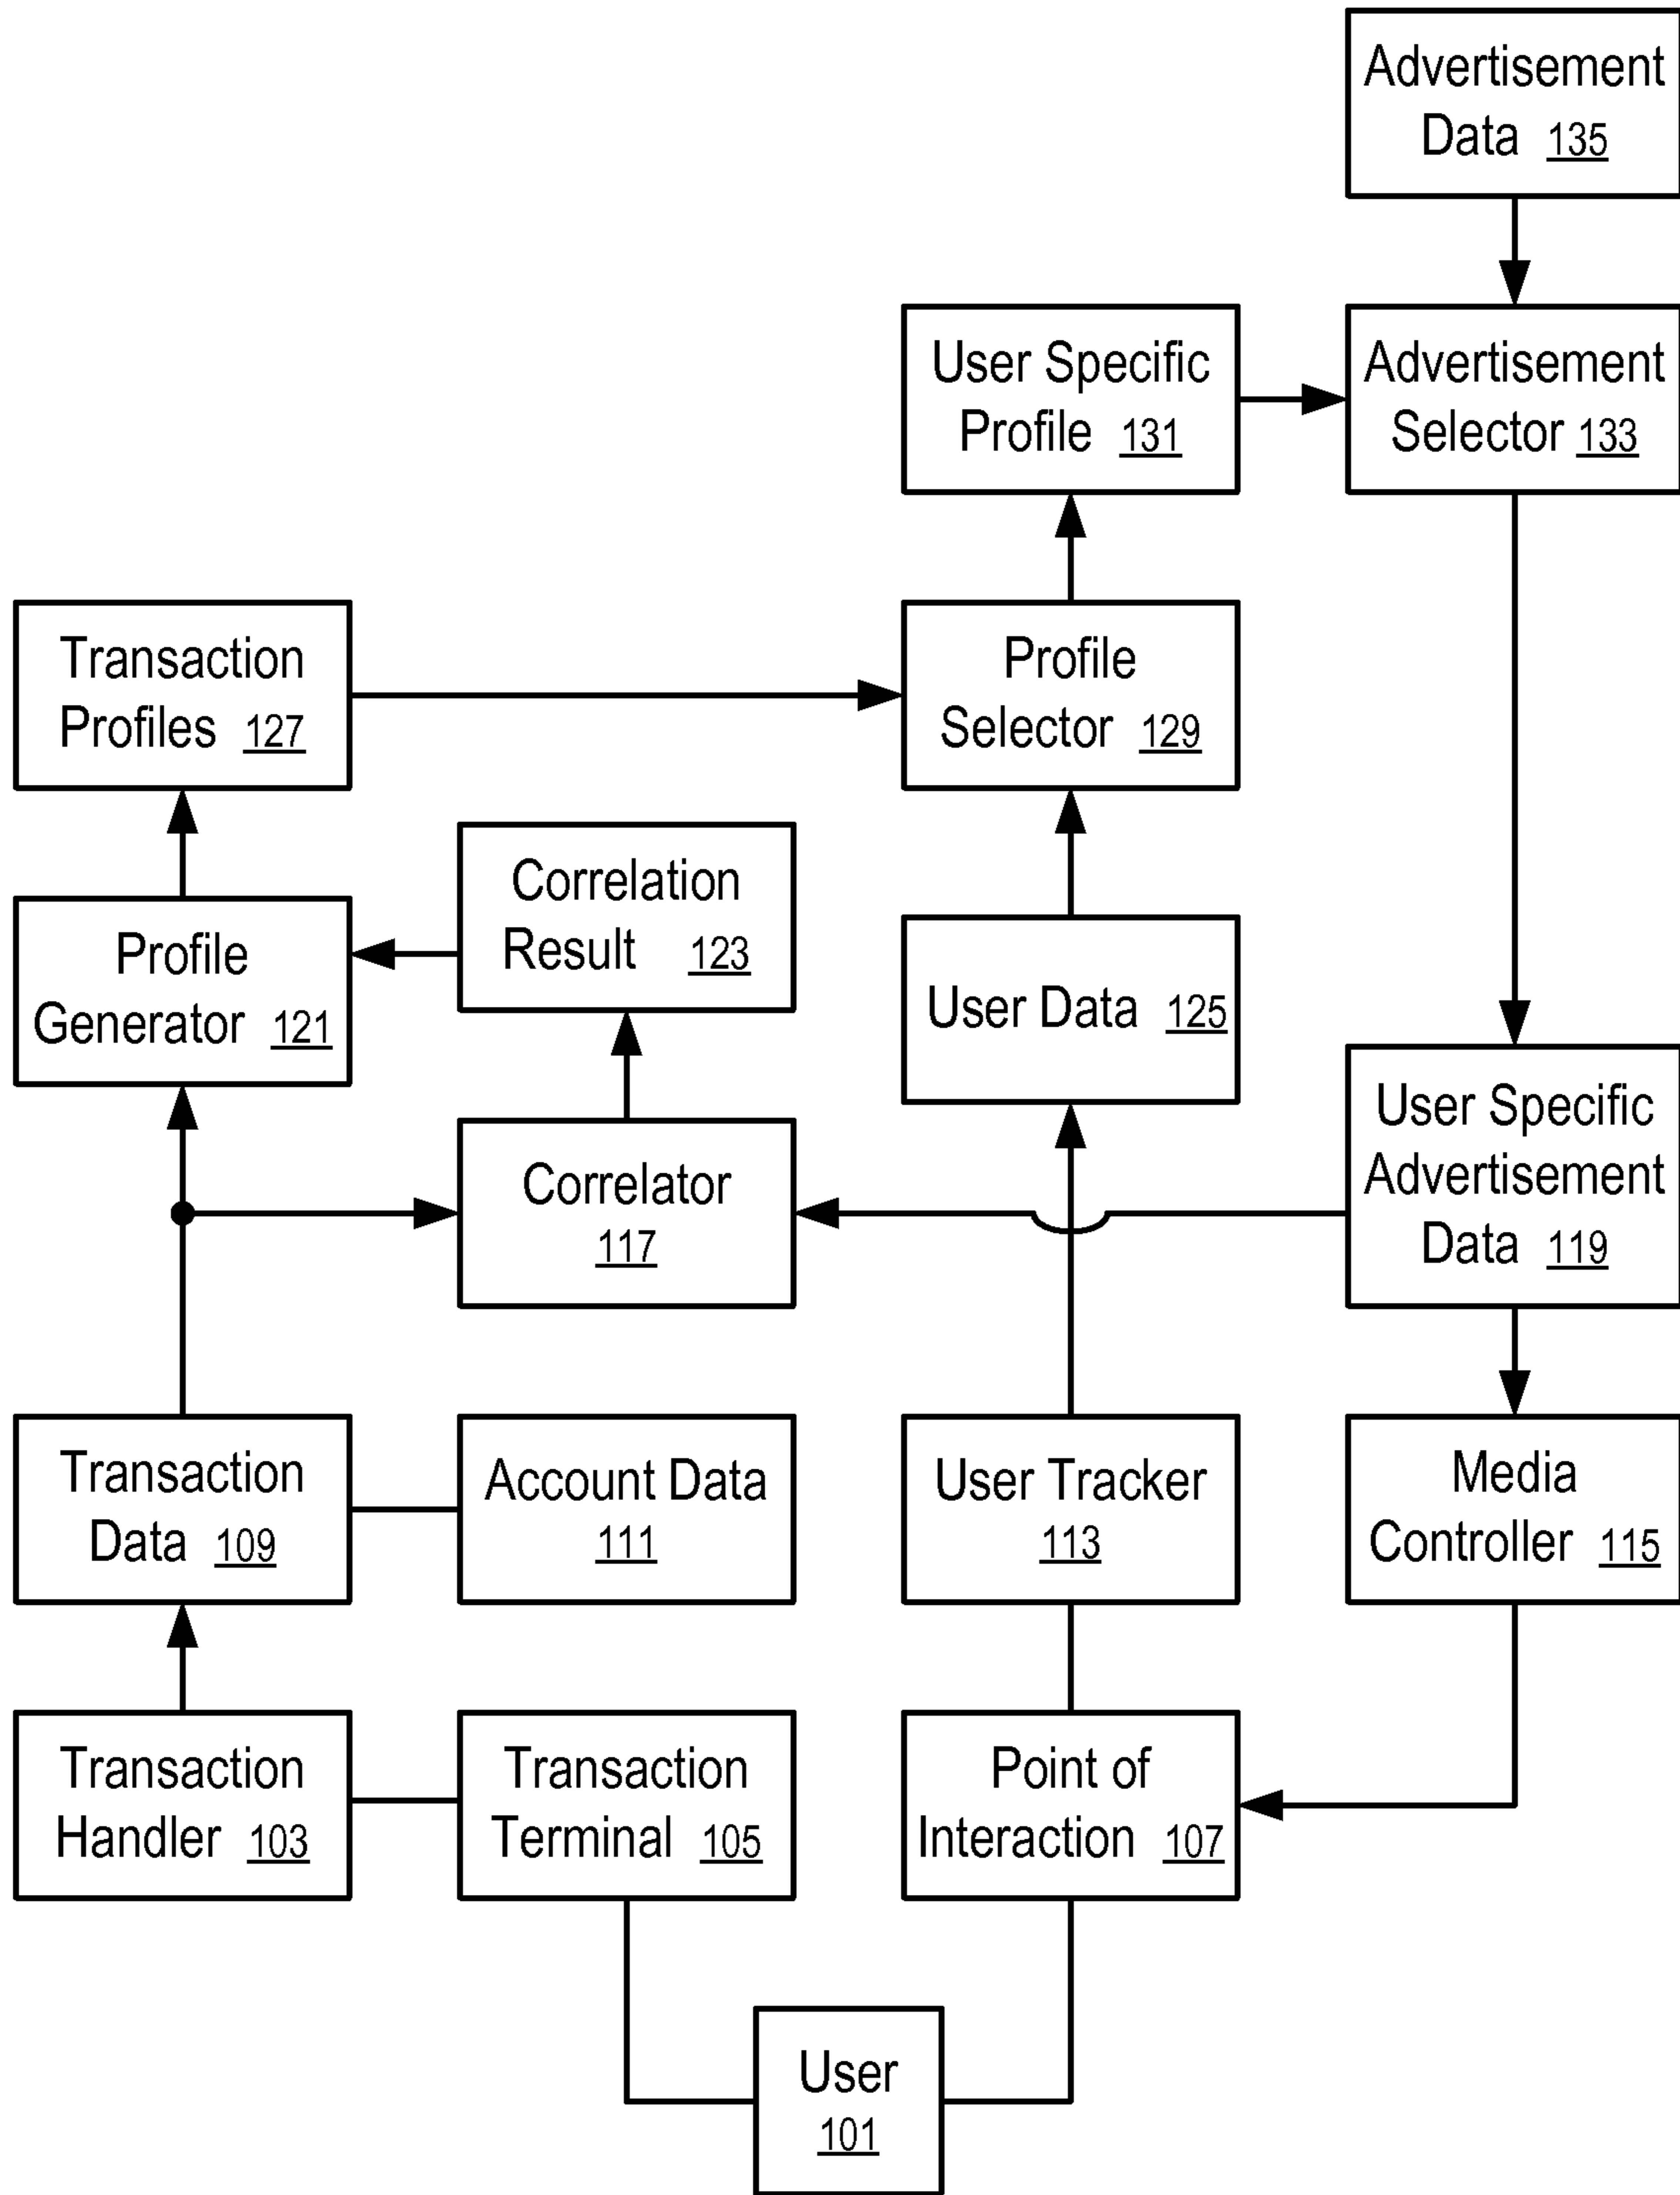 Advertisement
Data 135
User Specific
Profile 131
Advertisement
Selector 133
Transaction
Profiles 127
Profile
Selector 129
Correlation
Result 123
Profile
Generator 121
User Data 125
User Specific
Advertisement
Data 119
Correlator
117
Transaction
Data 109
Account Data
111
User Tracker
113
Media
Controller 115
Transaction
Handler 103
Transaction
Terminal 105
Point of
Interaction 107
User
101